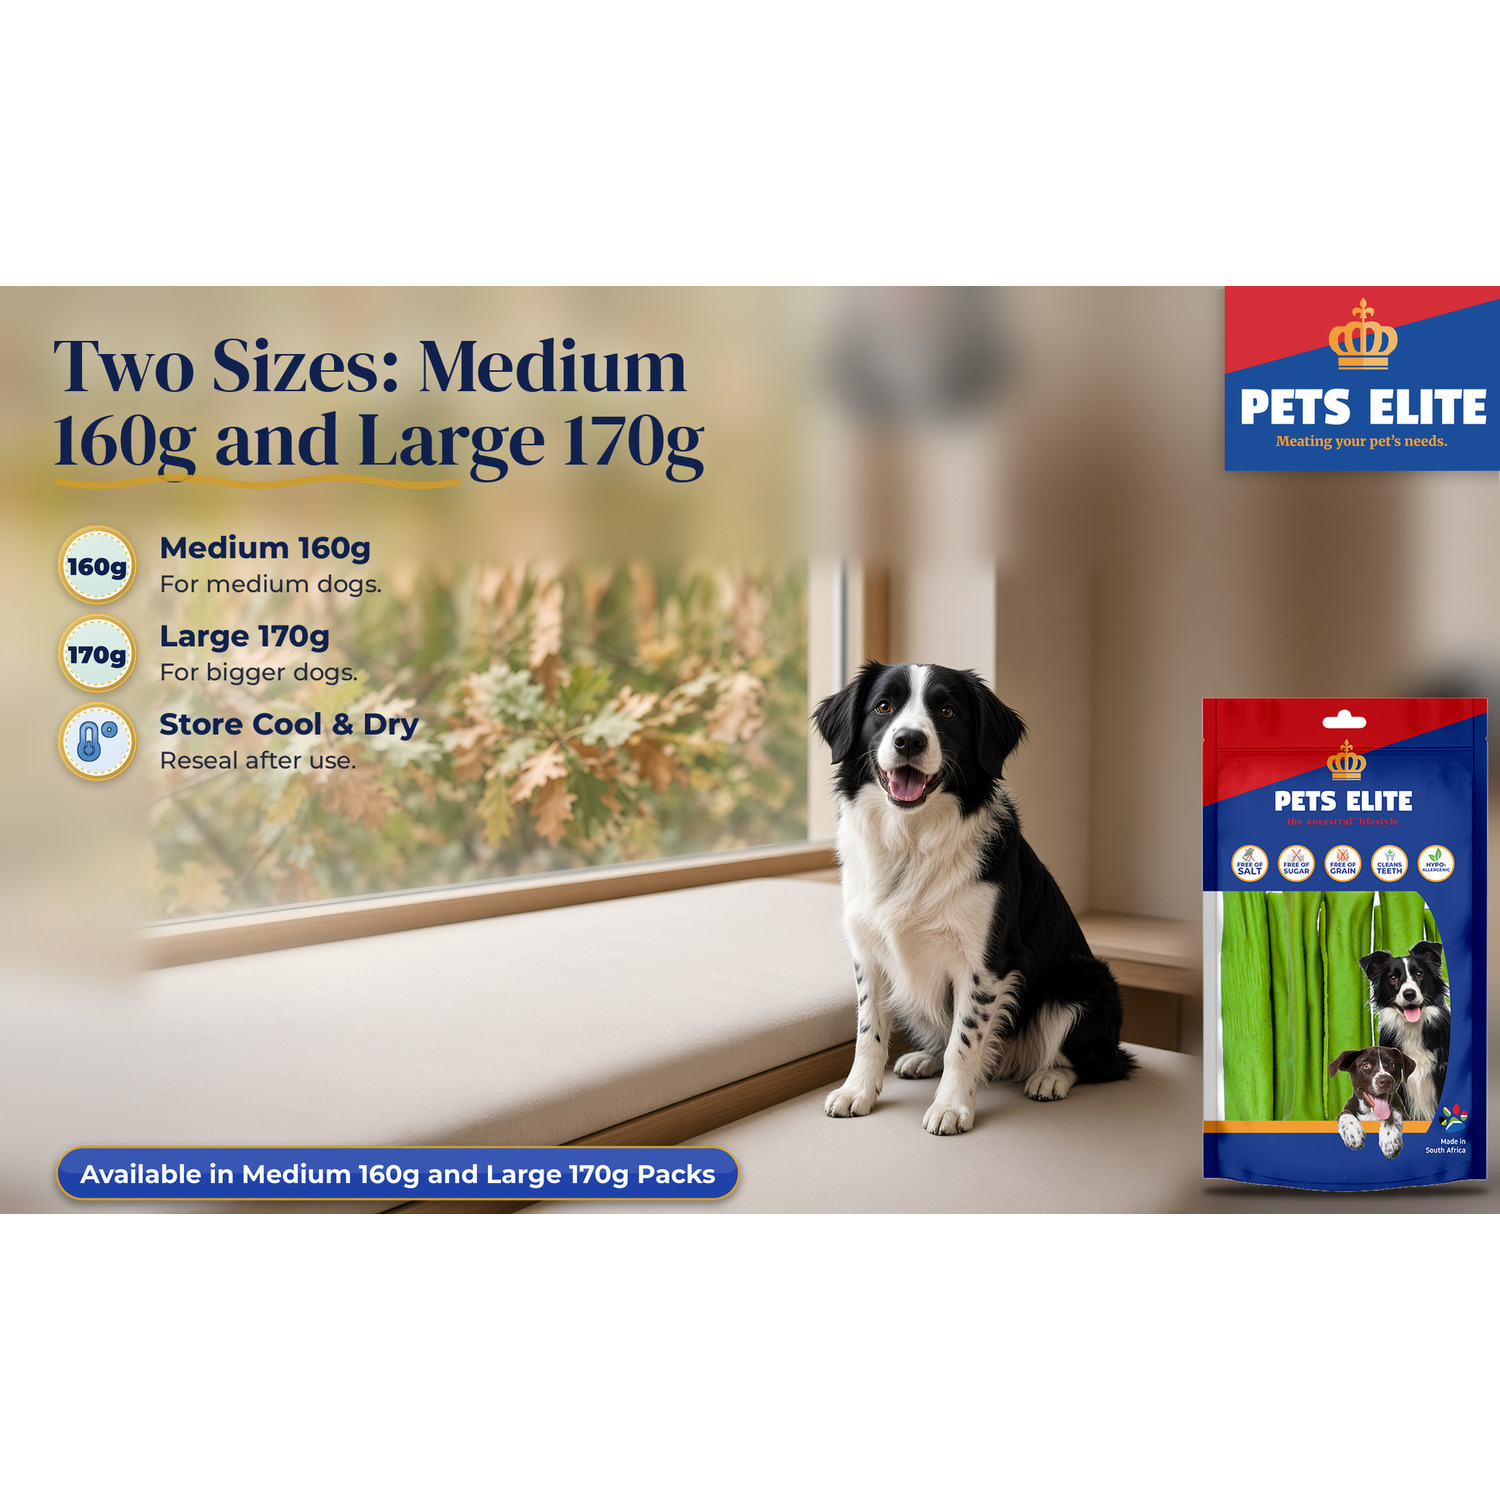 Two Sizes: Medium
160g and Large 170g
160g
Medium 160g
For medium dogs.
170g
Large 170g
For bigger dogs.
Store Cool & Dry
Reseal after use.
Available in Medium 160g and Large 170g Packs
PETS ELITE
Meating your pet's needs.
PETS ELITE
the ancestral™ lifestyle
FREE OF
SALT
FREE OF
SUGAR
FREE OF
GRAIN
CLEANS
TEETH
HYPO-
ALLERGENIC
Made in
South Africa